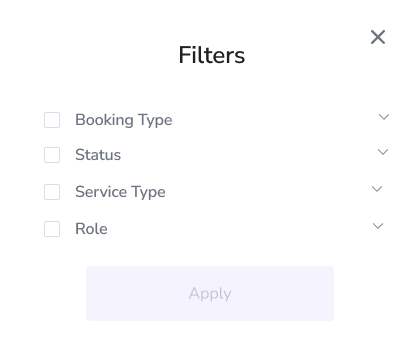 Filters
Booking Type
Status
Service Type
Role
Apply